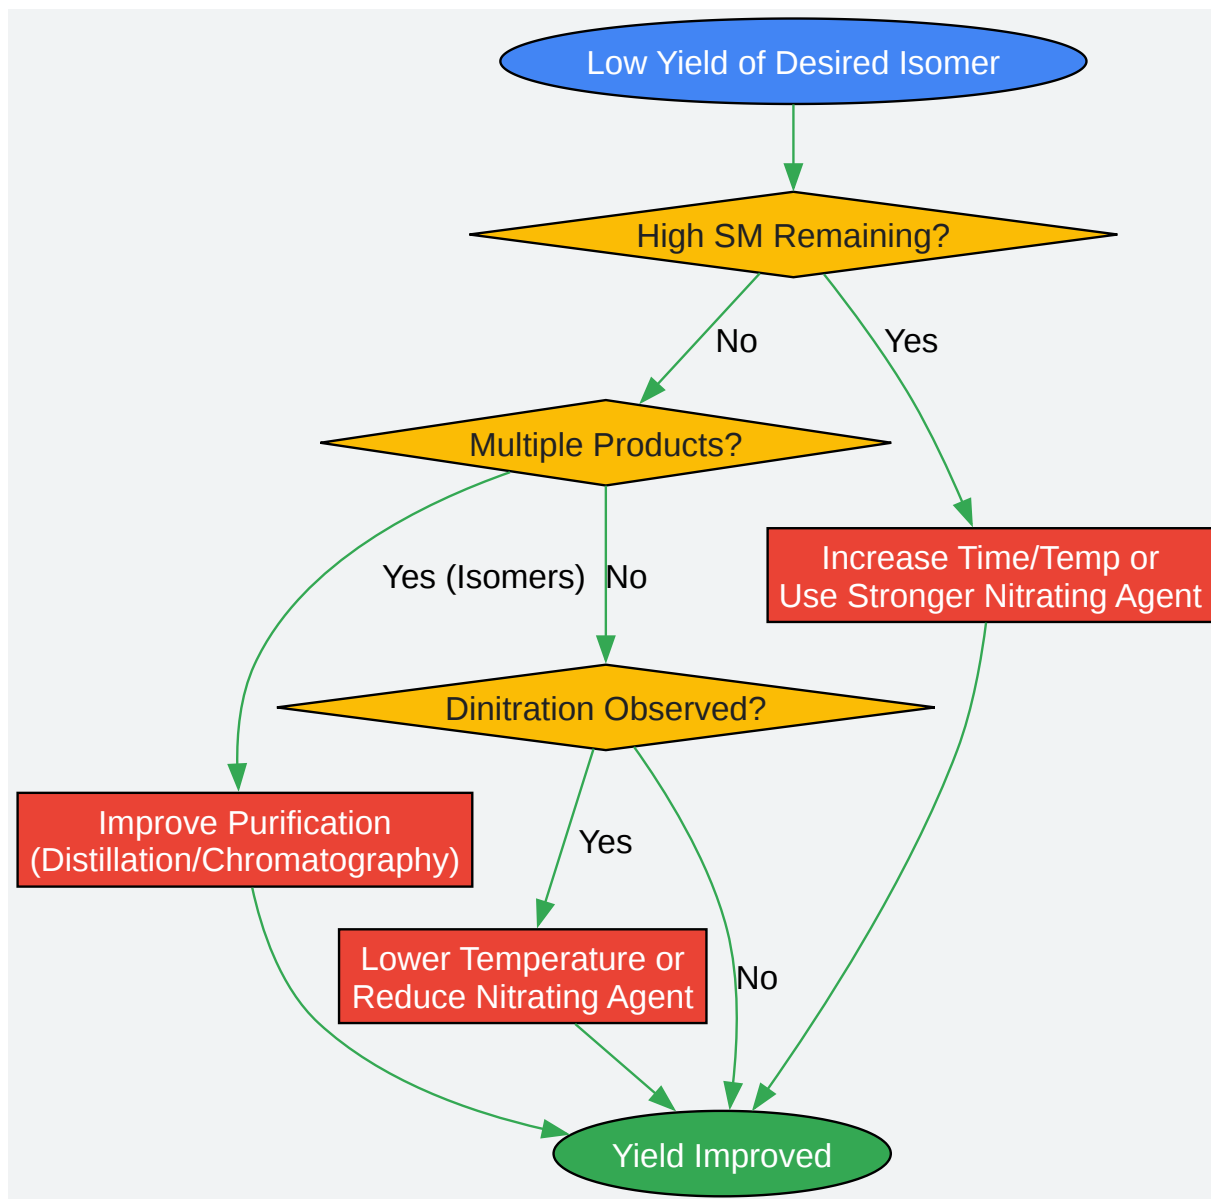 Low Yield of Desired Isomer
High SM Remaining?
No
Yes
Multiple Products?
Increase Time/Temp or
Use Stronger Nitrating Agent
Yes (Isomers)
No
Dinitration Observed?
Improve Purification
(Distillation/Chromatography)
Yes
Lower Temperature or
Reduce Nitrating Agent
No
Yield Improved